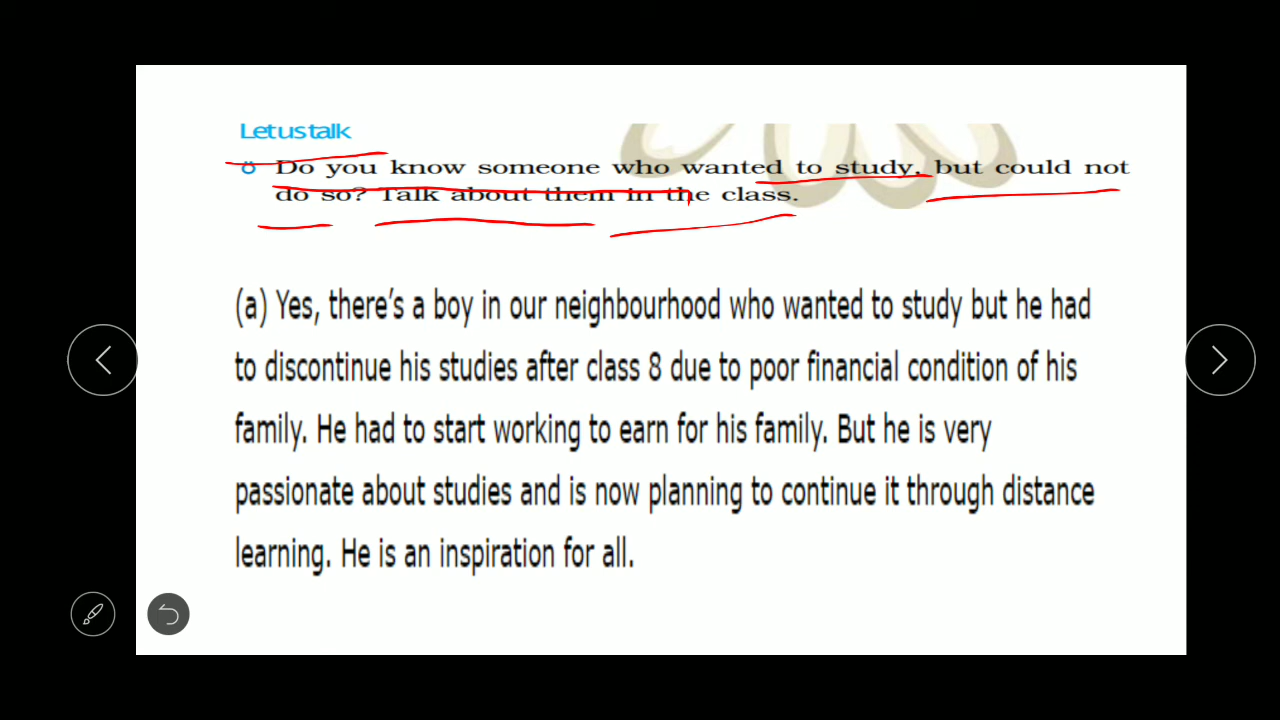 Let us talk
Do you know someone who wanted to study, but could not
do so? Talk about them in the class.
(a) Yes, there's a boy in our neighbourhood who wanted to study but he had
to discontinue his studies after class 8 due to poor financial condition of his
family. He had to start working to earn for his family. But he is very
passionate about studies and is now planning to continue it through distance
learning. He is an inspiration for all.